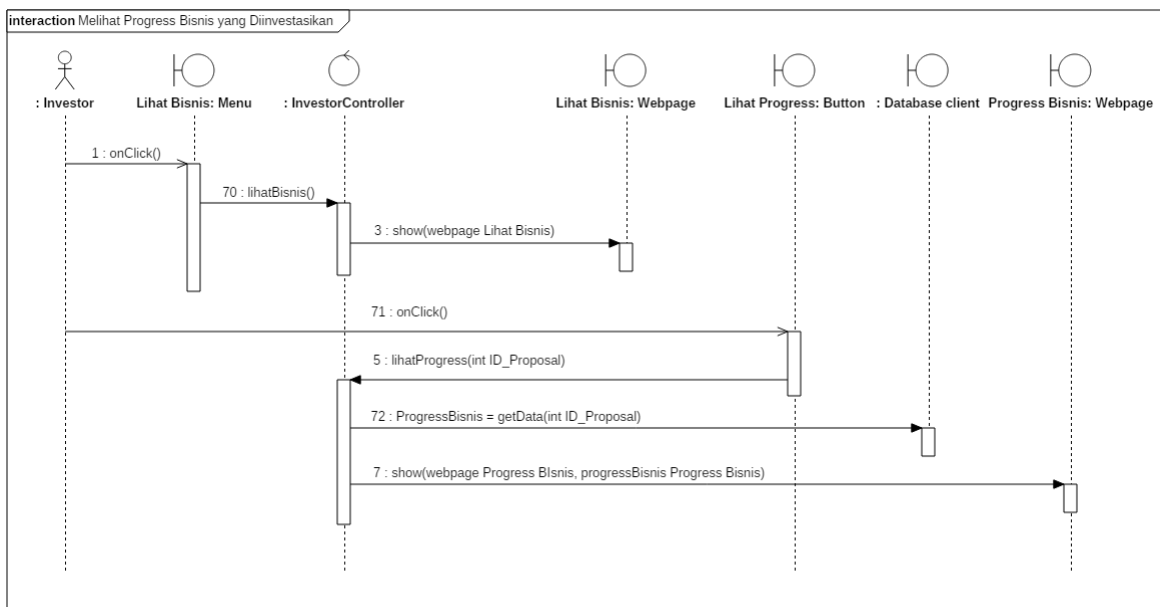 interaction Melihat Progress Bisnis yang Diinvestasikan
: Investor
Lihat Bisnis: Menu
: InvestorController
Lihat Bisnis: Webpage
Lihat Progress: Button
: Database client
Progress Bisnis: Webpage
1 : onClick()
70 : lihatBisnis()
3 : show(webpage Lihat Bisnis)
71 : onClick()
5 : lihatProgress(int ID_Proposal)
72 : ProgressBisnis = getData(int ID_Proposal)
7 : show(webpage Progress BIsnis, progressBisnis Progress Bisnis)